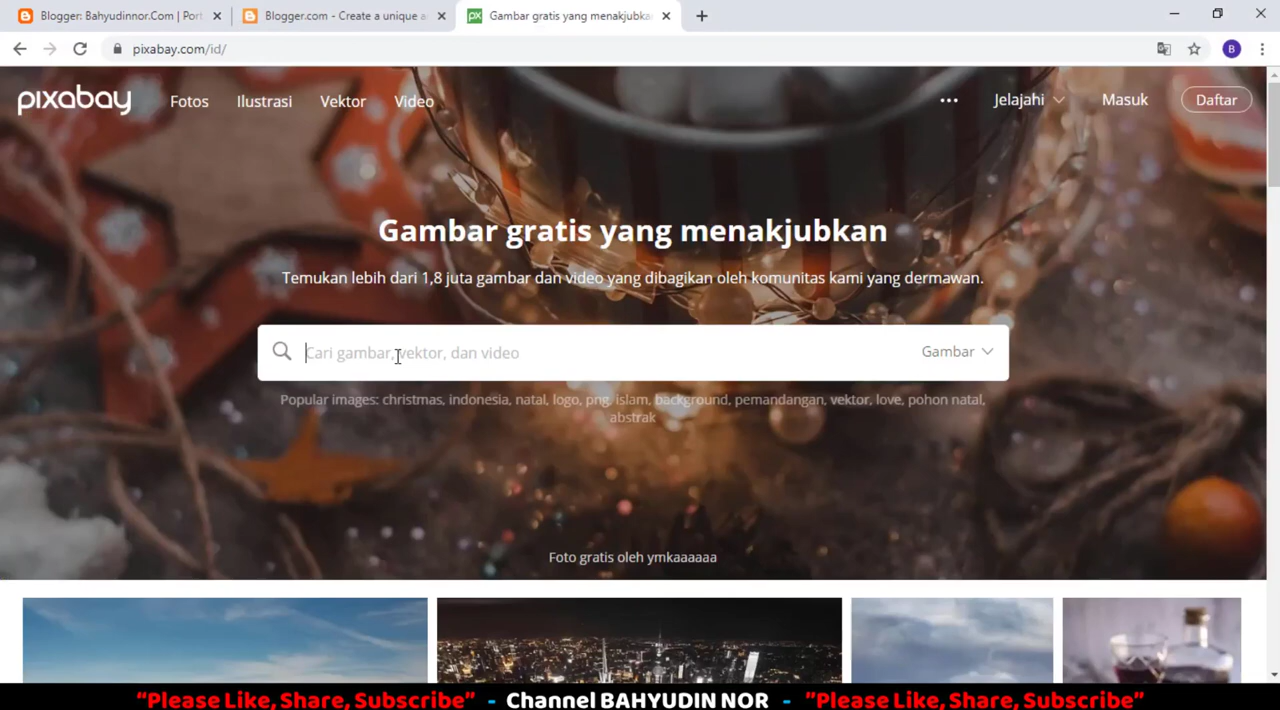 Blogger: Bahyudinnor.Com | Port
Blogger.com - Create a unique a
Gambar gratis yang menakjubka
pixabay.com/id/
B
pixabay
Fotos
Ilustrasi
Vektor
Video
Jelajahi
Masuk
Daftar
Gambar gratis yang menakjubkan
Temukan lebih dari 1,8 juta gambar dan video yang dibagikan oleh komunitas kami yang dermawan.
Cari gambar, vektor, dan video
Gambar
Popular images: christmas, indonesia, natal, logo, png, islam, background, pemandangan, vektor, love, pohon natal,
abstrak
Foto gratis oleh ymkaaaaaa
"Please Like, Share, Subscribe" - Channel BAHYUDIN NOR - "Please Like, Share, Subscribe"